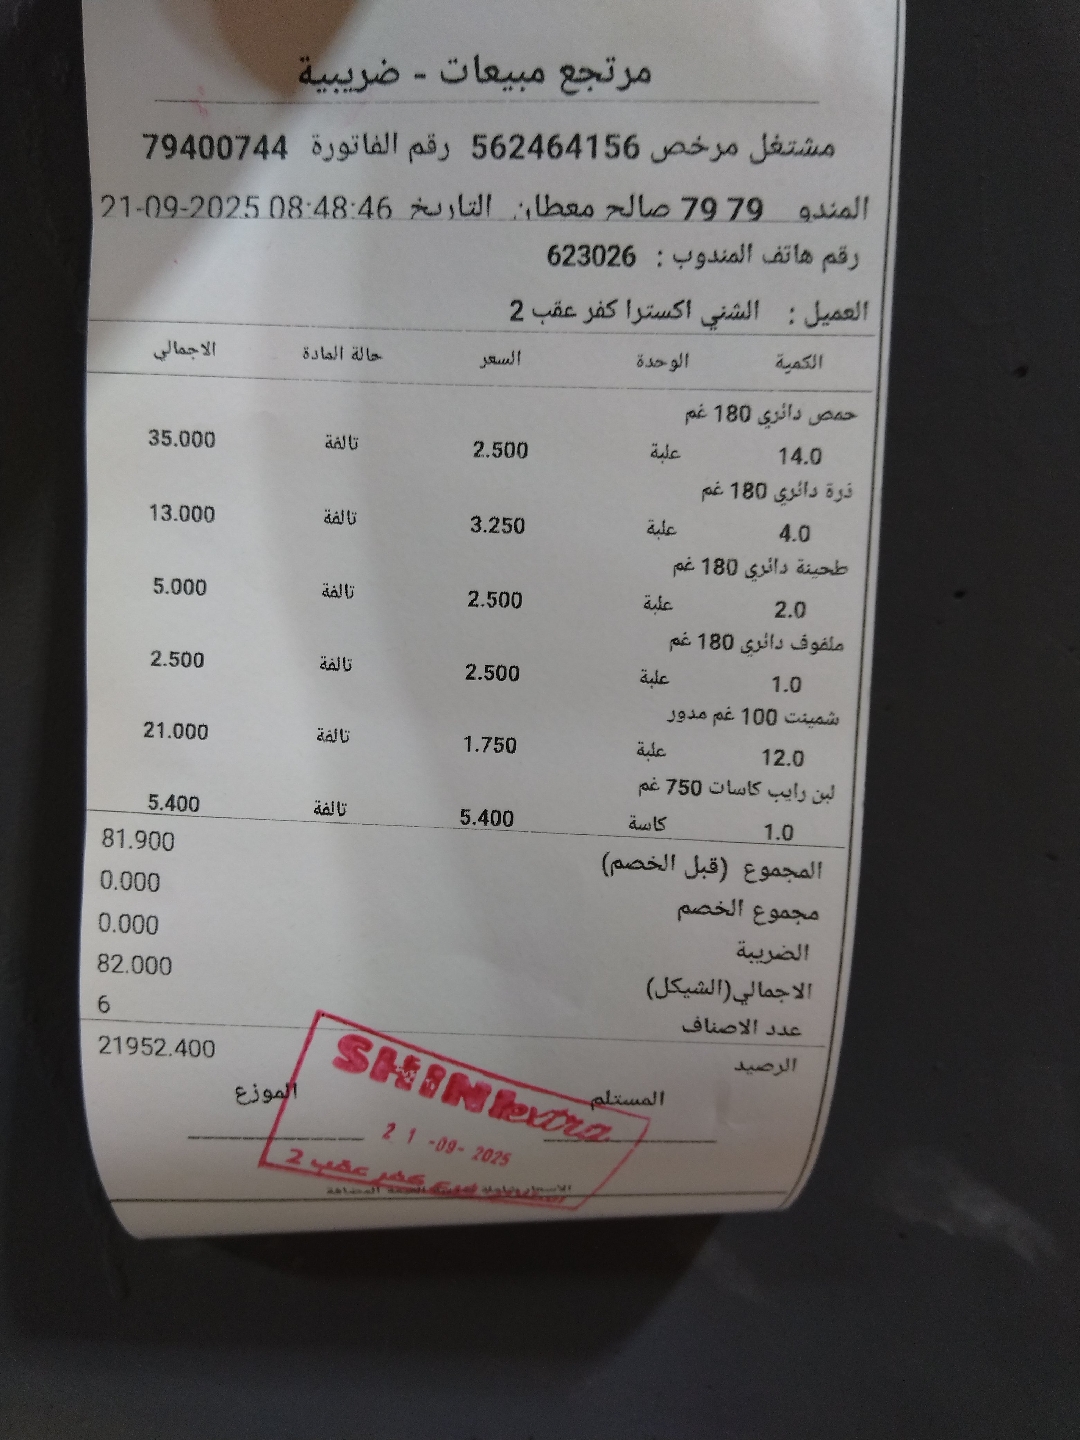 مرتجع مبيعات - ضريبية
مشتغل مرخص 562464156 رقم الفاتورة 79400744
المندو 79 79 صالح معطان التاريخ 21-09-2025 08:48:46
رقم هاتف المندوب : 623026
العميل : الشني اكسترا كفر عقب 2
الكمية الوحدة السعر حالة المادة الاجمالي
حمص دائري 180 غم
14.0 علبة 2.500 تالفة 35.000
ذرة دائري 180 غم
4.0 علبة 3.250 تالفة 13.000
طحينة دائري 180 غم
2.0 علبة 2.500 تالفة 5.000
ملفوف دائري 180 غم
1.0 علبة 2.500 تالفة 2.500
شمينت 100 غم مدور
12.0 علبة 1.750 تالفة 21.000
لبن رايب كاسات 750 غم
1.0 كاسة 5.400 تالفة 5.400
المجموع (قبل الخصم) 81.900
مجموع الخصم 0.000
الضريبة 0.000
الاجمالي(الشيكل) 82.000
عدد الاصناف 6
الرصيد 21952.400
المستلم الموزع
SHINI extra
21-09-2025
فرع كفر عقب 2